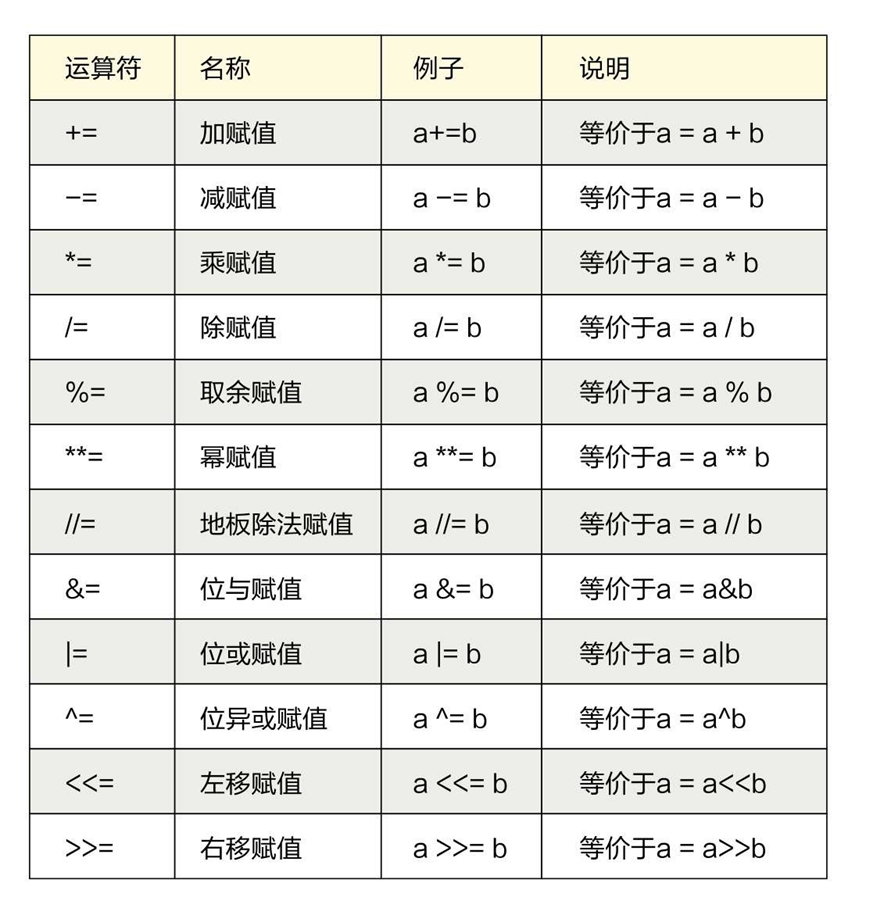 运算符 名称 例子 说明
+= 加赋值 a+=b 等价于a = a + b
−= 减赋值 a −= b 等价于a = a − b
*= 乘赋值 a *= b 等价于a = a * b
/= 除赋值 a /= b 等价于a = a / b
%= 取余赋值 a %= b 等价于a = a % b
**= 幂赋值 a **= b 等价于a = a ** b
//= 地板除法赋值 a //= b 等价于a = a // b
&= 位与赋值 a &= b 等价于a = a&b
|= 位或赋值 a |= b 等价于a = a|b
^= 位异或赋值 a ^= b 等价于a = a^b
<<= 左移赋值 a <<= b 等价于a = a<<b
>>= 右移赋值 a >>= b 等价于a = a>>b